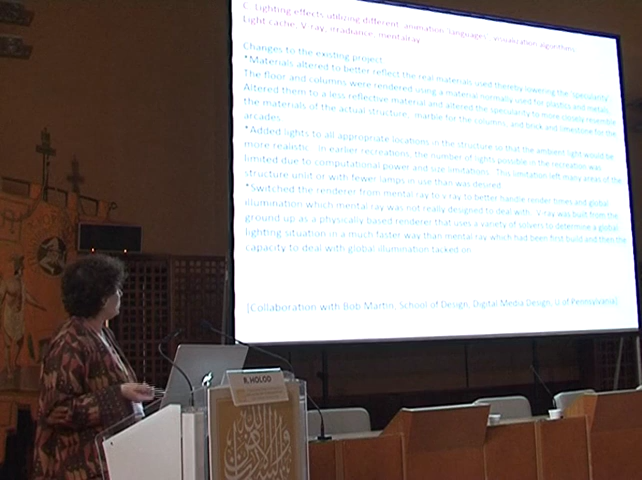 C. Lighting effects utilizing different animation 'languages', visualization algorithms
Light cache, V-ray, irradiance, mentalray
Changes to the existing project
*Materials altered to better reflect the real materials used thereby lowering the specularity.
The floor and columns were rendered using a material normally used for plastics and metals.
Altered them to a less reflective material and altered the specularity to more closely resemble
the materials of the actual structure; marble for the columns, and brick and limestone for the
arcades.
*Added lights to all appropriate locations in the structure so that the ambient light would be
more realistic. In earlier recreations, the number of lights possible in the recreation was
limited due to computational power and size limitations. This limitation left many areas of the
structure unlit or with fewer lamps in use than was desired.
*Switched the renderer from mental ray to V-ray to better handle render times and global
illumination which mental ray was not really designed to deal with. V-ray was built from the
ground up as a physically based renderer that uses a variety of solvers to determine a global
lighting situation in a much faster way than mental ray which had been first build and then the
capacity to deal with global illumination tacked on.
[Collaboration with Bob Martin, School of Design, Digital Media Design, U of Pennsylvania]
R. HOLOD